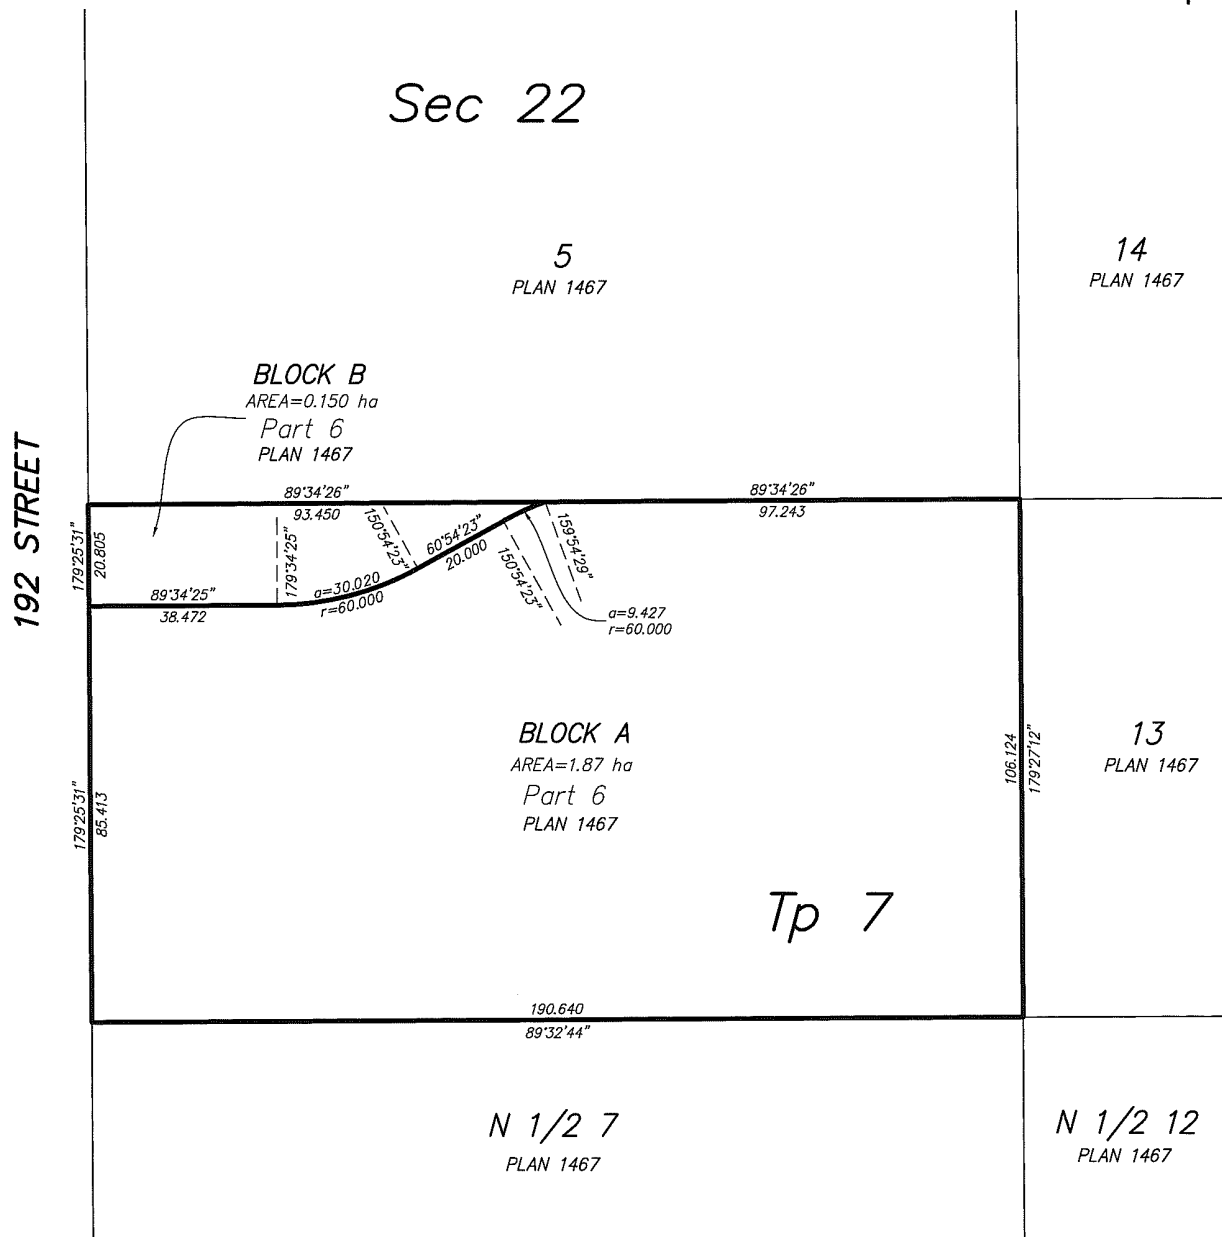 Sec 22
5
PLAN 1467
14
PLAN 1467
BLOCK B
AREA=0.150 ha
Part 6
PLAN 1467
192 STREET
89°34'26"
93.450
89°34'26"
97.243
179°25'31"
20.805
89°34'25"
38.472
179°34'25"
a=30.020
r=60.000
150°54'23"
60°54'23"
20.000
150°54'23"
159°54'29"
a=9.427
r=60.000
BLOCK A
AREA=1.87 ha
Part 6
PLAN 1467
179°25'31"
85.413
106.124
179°27'12"
13
PLAN 1467
Tp 7
190.640
89°32'44"
N 1/2 7
PLAN 1467
N 1/2 12
PLAN 1467